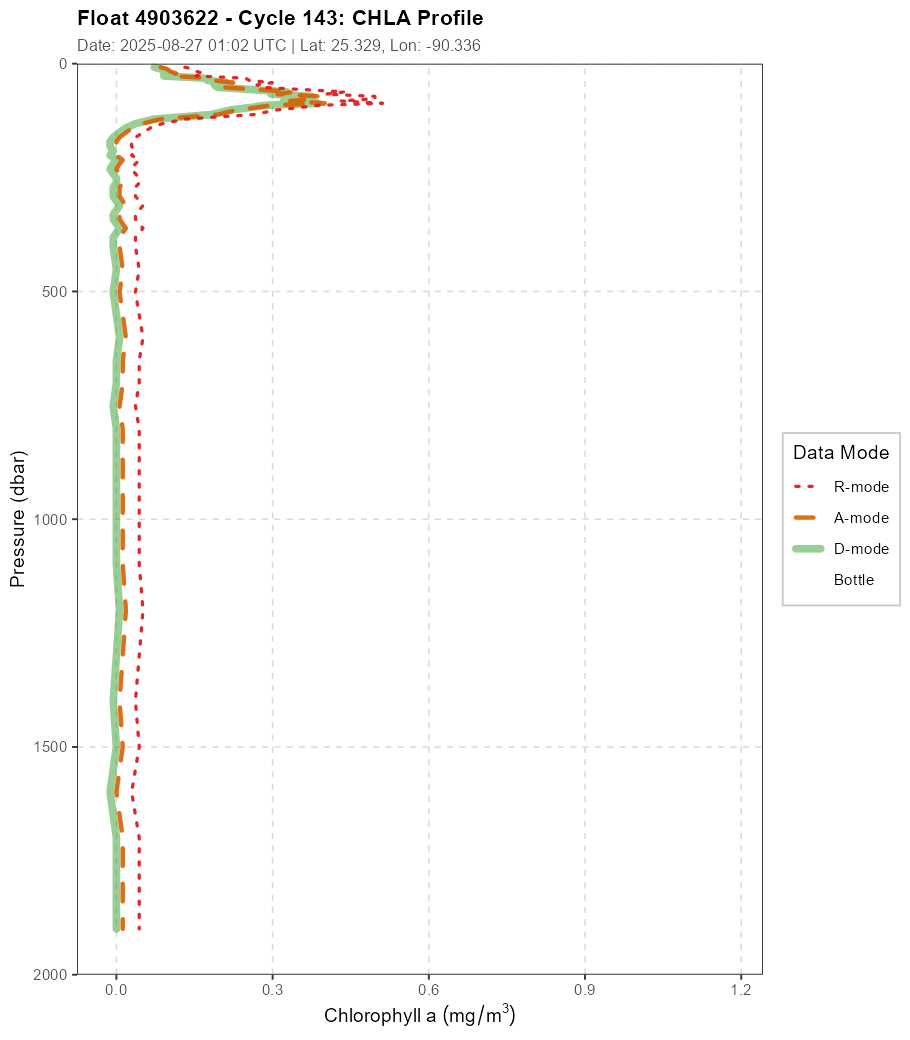 Float 4903622 - Cycle 143: CHLA Profile
Date: 2025-08-27 01:02 UTC | Lat: 25.329, Lon: -90.336
0
500
1000
1500
2000
Pressure (dbar)
0.0 0.3 0.6 0.9 1.2
Chlorophyll a (mg/m³)
Data Mode
R-mode
A-mode
D-mode
Bottle